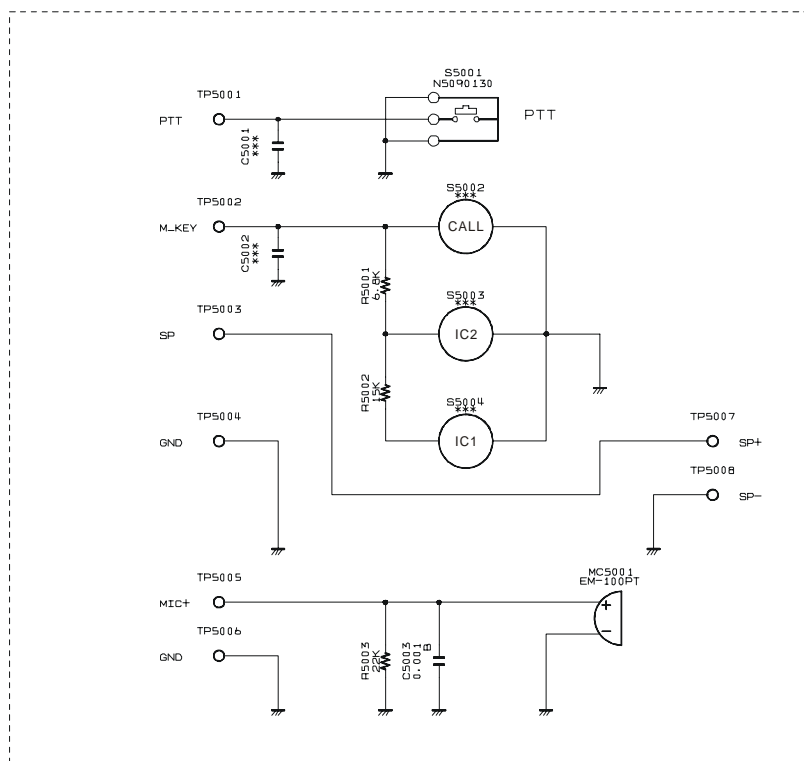 S5001
N5090130
TP5001
PTT
PTT
C5001
***
TP5002
S5002
***
M_KEY
CALL
C5002
***
R5001
6.8K
TP5003
S5003
***
SP
IC2
R5002
15K
TP5004
S5004
***
TP5007
GND
IC1
SP+
TP5008
SP-
TP5005
MC5001
EM-100PT
MIC+
+
TP5006
-
GND
R5003
22K
C5003
0.001
B